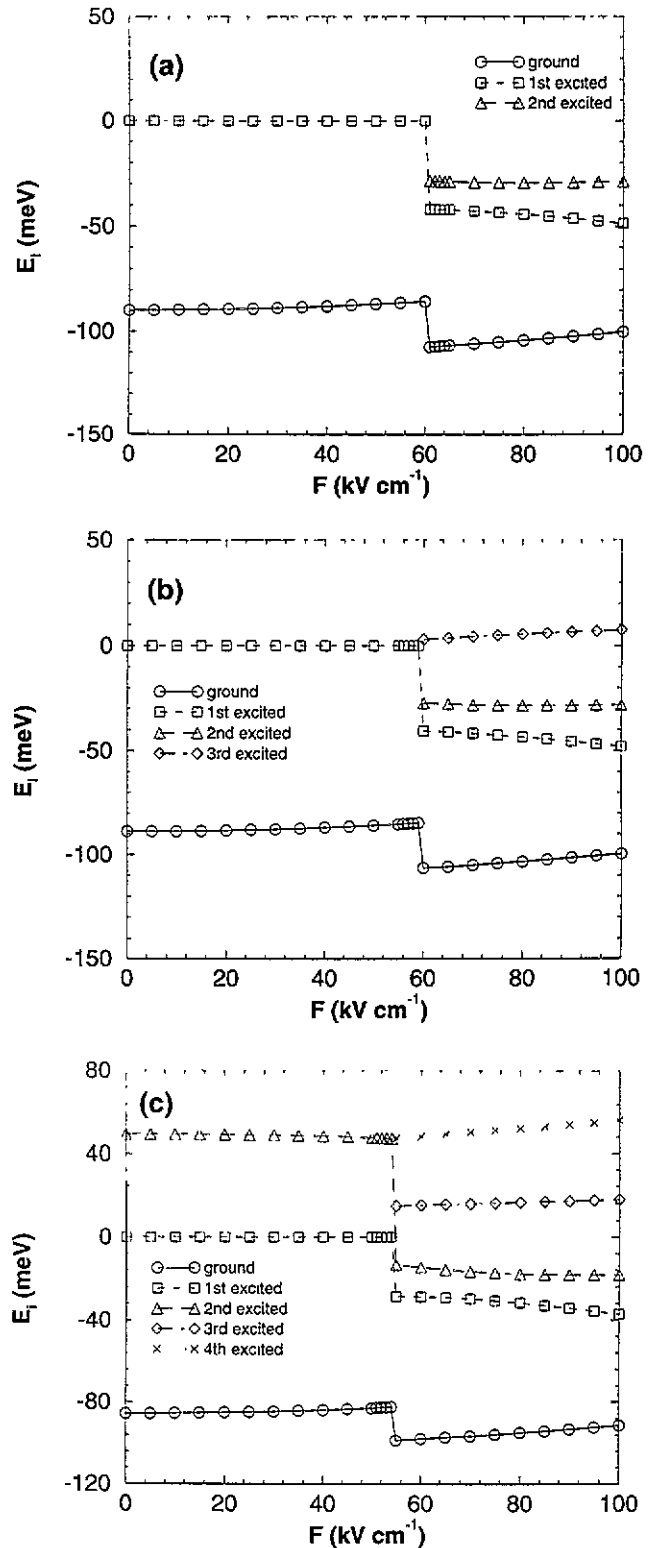 50
(a)
ground
1st excited
2nd excited
0
-50
-100
-150
Ei (meV)
0 20 40 60 80 100
F (kV cm-1)
50
(b)
0
ground
1st excited
2nd excited
3rd excited
-50
-100
-150
Ei (meV)
0 20 40 60 80 100
F (kV cm-1)
80
(c)
40
0
ground
1st excited
2nd excited
3rd excited
4th excited
-40
-80
-120
Ei (meV)
0 20 40 60 80 100
F (kV cm-1)